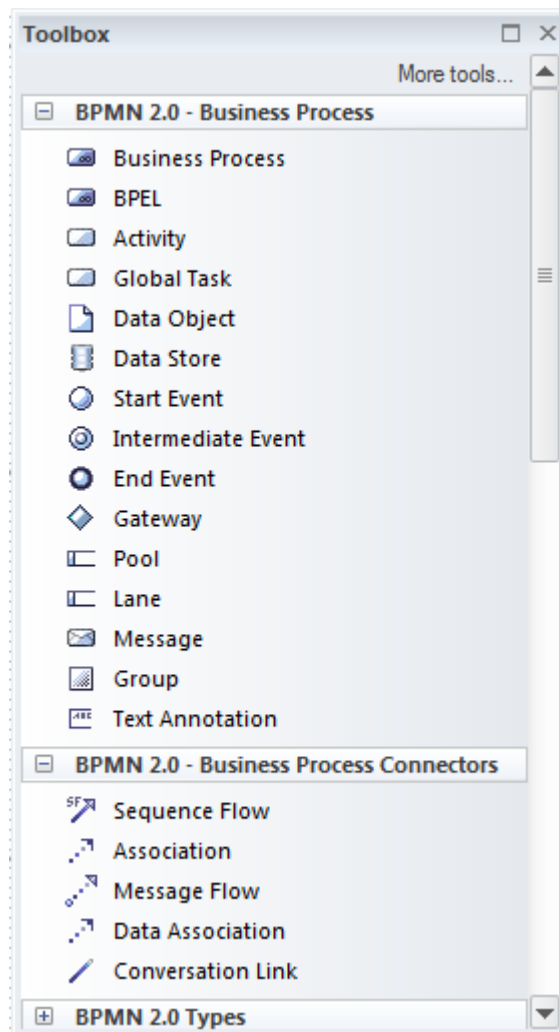 Toolbox
More tools...
BPMN 2.0 - Business Process
Business Process
BPEL
Activity
Global Task
Data Object
Data Store
Start Event
Intermediate Event
End Event
Gateway
Pool
Lane
Message
Group
Text Annotation
BPMN 2.0 - Business Process Connectors
SF Sequence Flow
Association
Message Flow
Data Association
Conversation Link
BPMN 2.0 Types